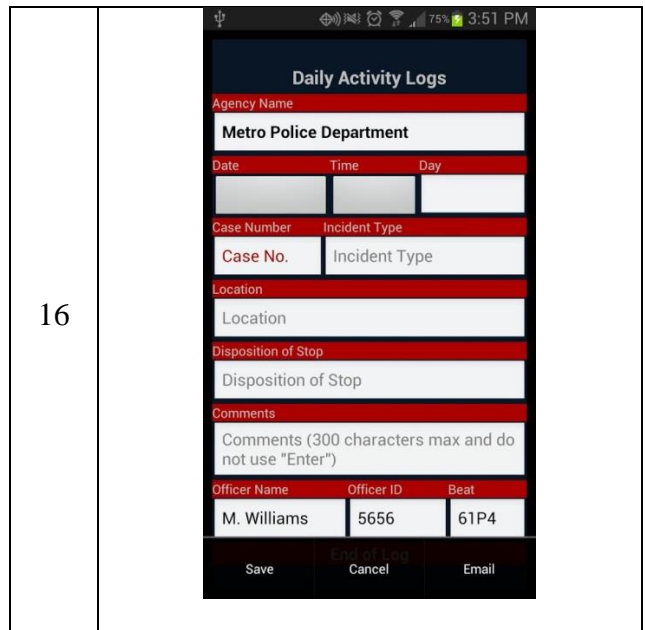 16
75% 3:51 PM
Daily Activity Logs
Agency Name
Metro Police Department
Date Time Day
Case Number Incident Type
Case No. Incident Type
Location
Location
Disposition of Stop
Disposition of Stop
Comments
Comments (300 characters max and do
not use "Enter")
Officer Name Officer ID Beat
M. Williams 5656 61P4
End of Log
Save Cancel Email